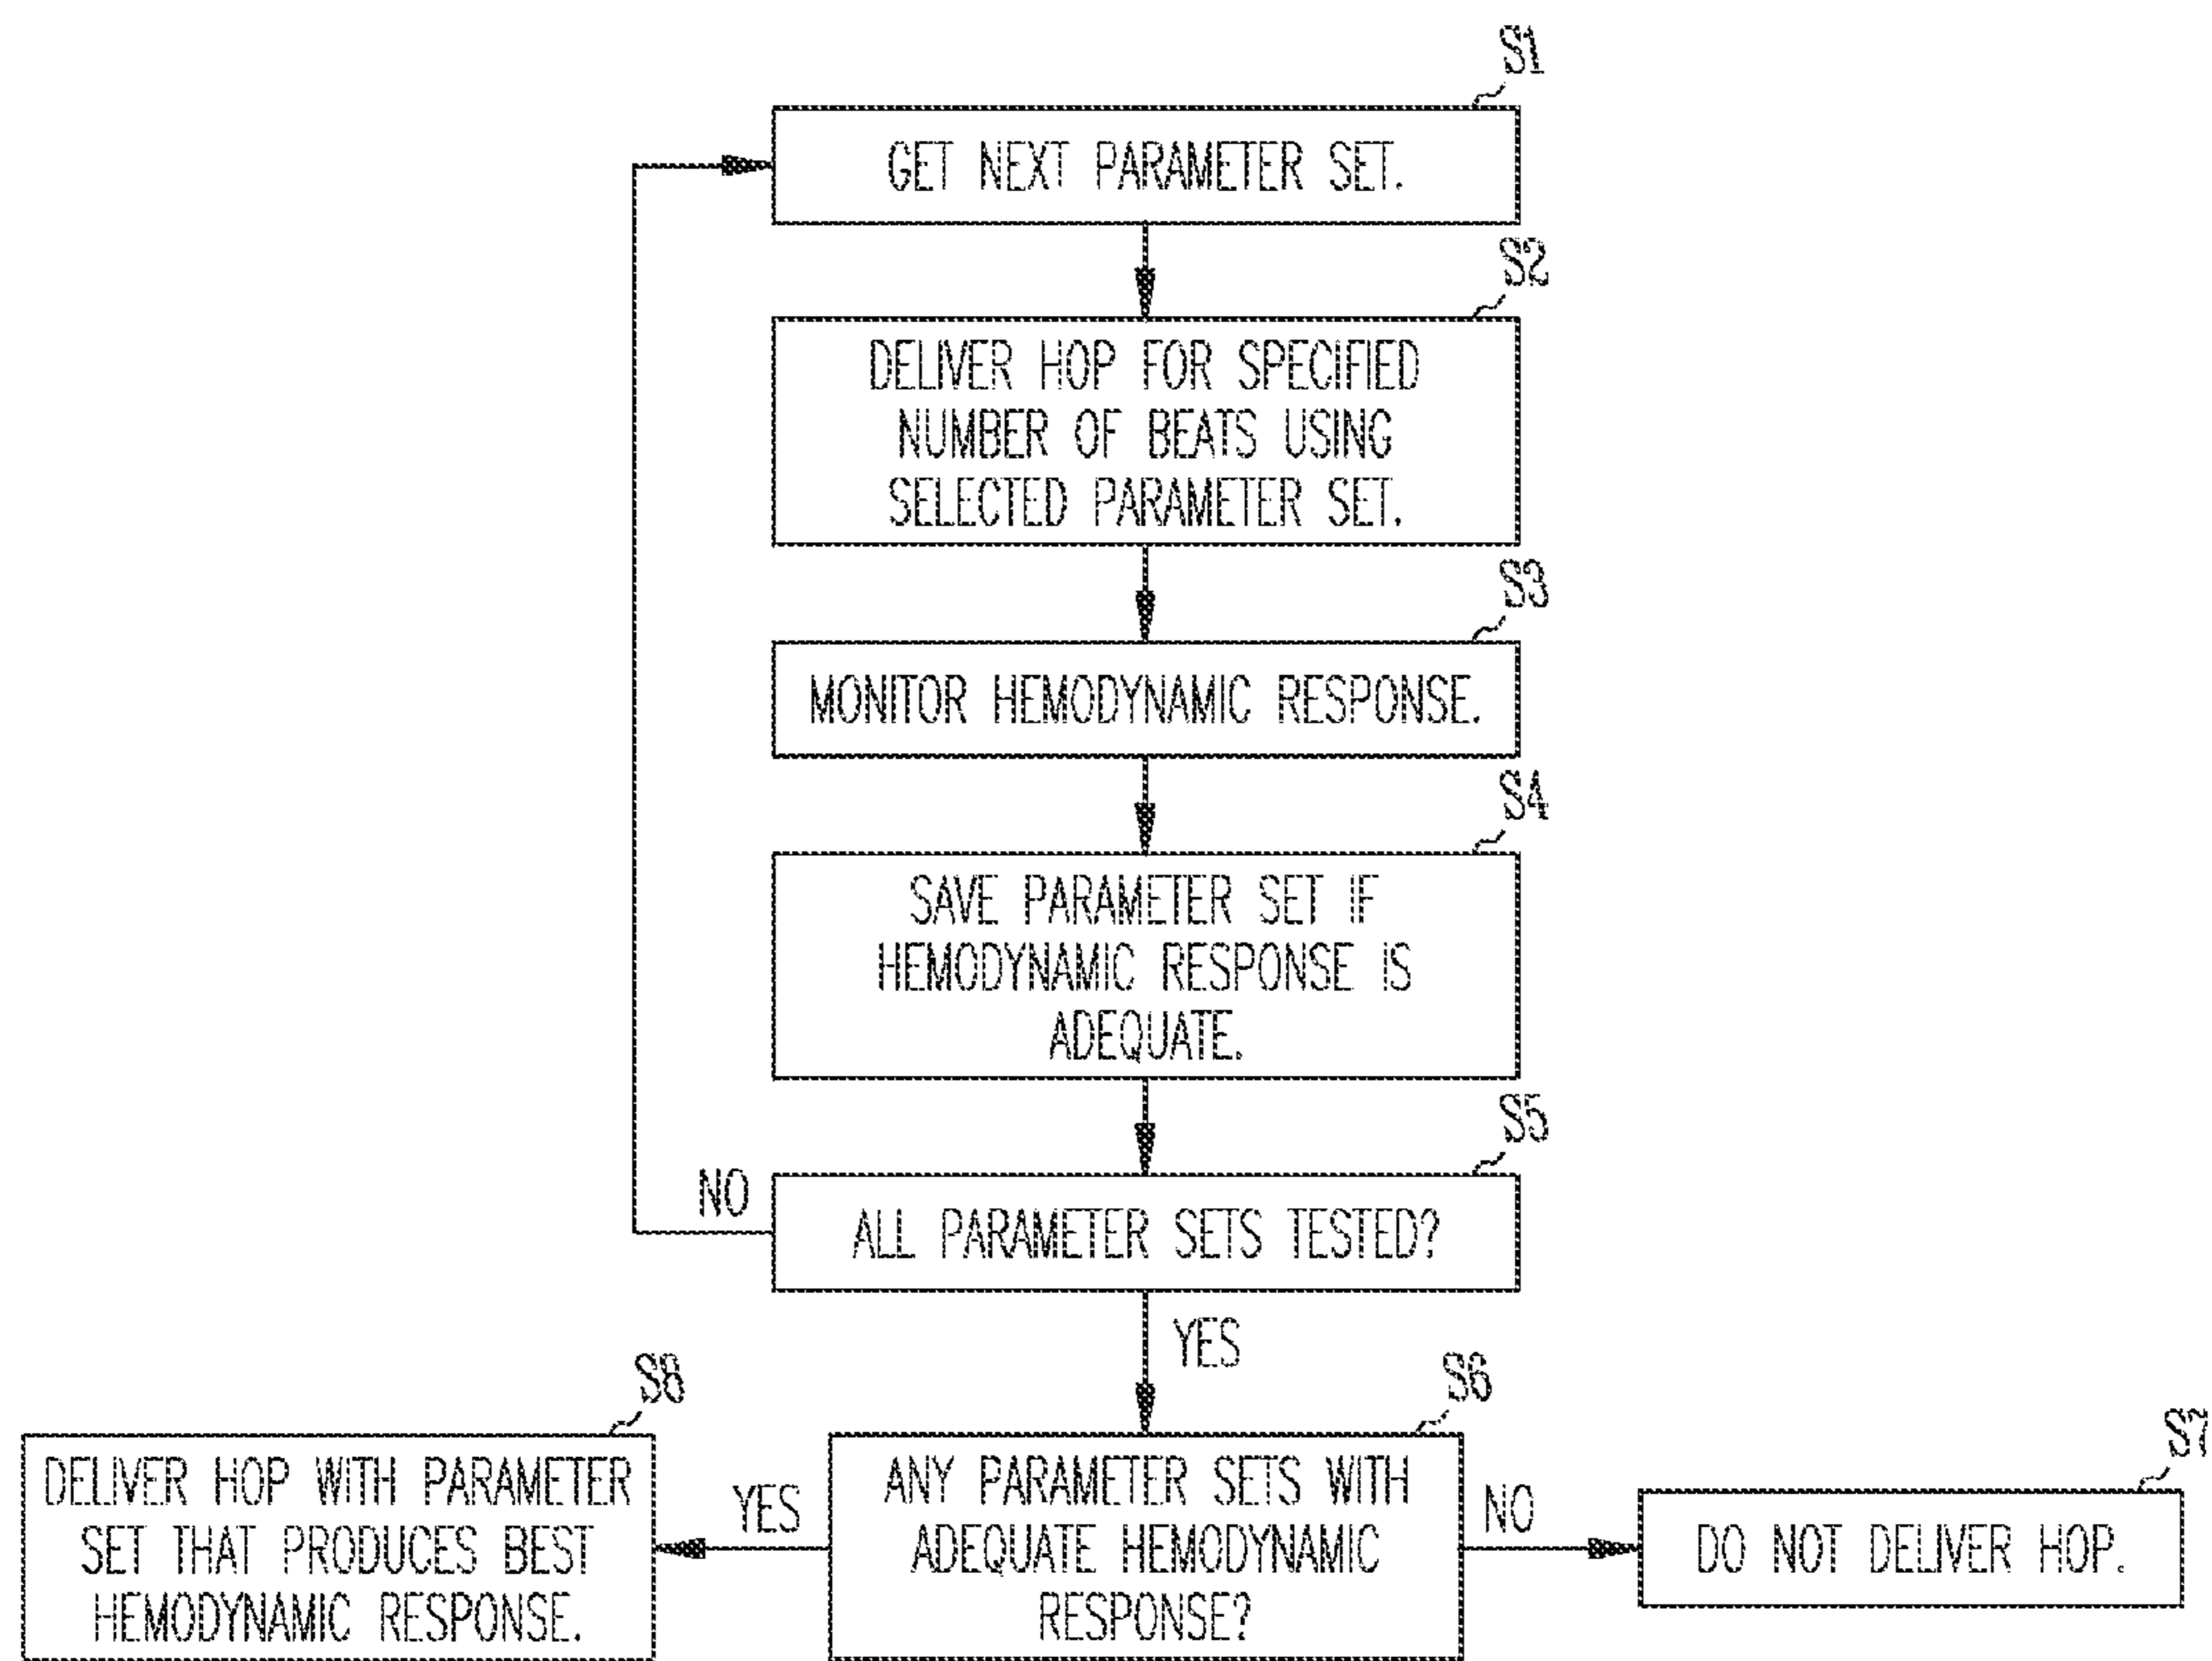 S1
GET NEXT PARAMETER SET.
S2
DELIVER HOP FOR SPECIFIED
NUMBER OF BEATS USING
SELECTED PARAMETER SET.
S3
MONITOR HEMODYNAMIC RESPONSE.
S4
SAVE PARAMETER SET IF
HEMODYNAMIC RESPONSE IS
ADEQUATE.
S5
NO
ALL PARAMETER SETS TESTED?
YES
S8
DELIVER HOP WITH PARAMETER
SET THAT PRODUCES BEST
HEMODYNAMIC RESPONSE.
YES
S6
ANY PARAMETER SETS WITH
ADEQUATE HEMODYNAMIC
RESPONSE?
NO
S7
DO NOT DELIVER HOP.